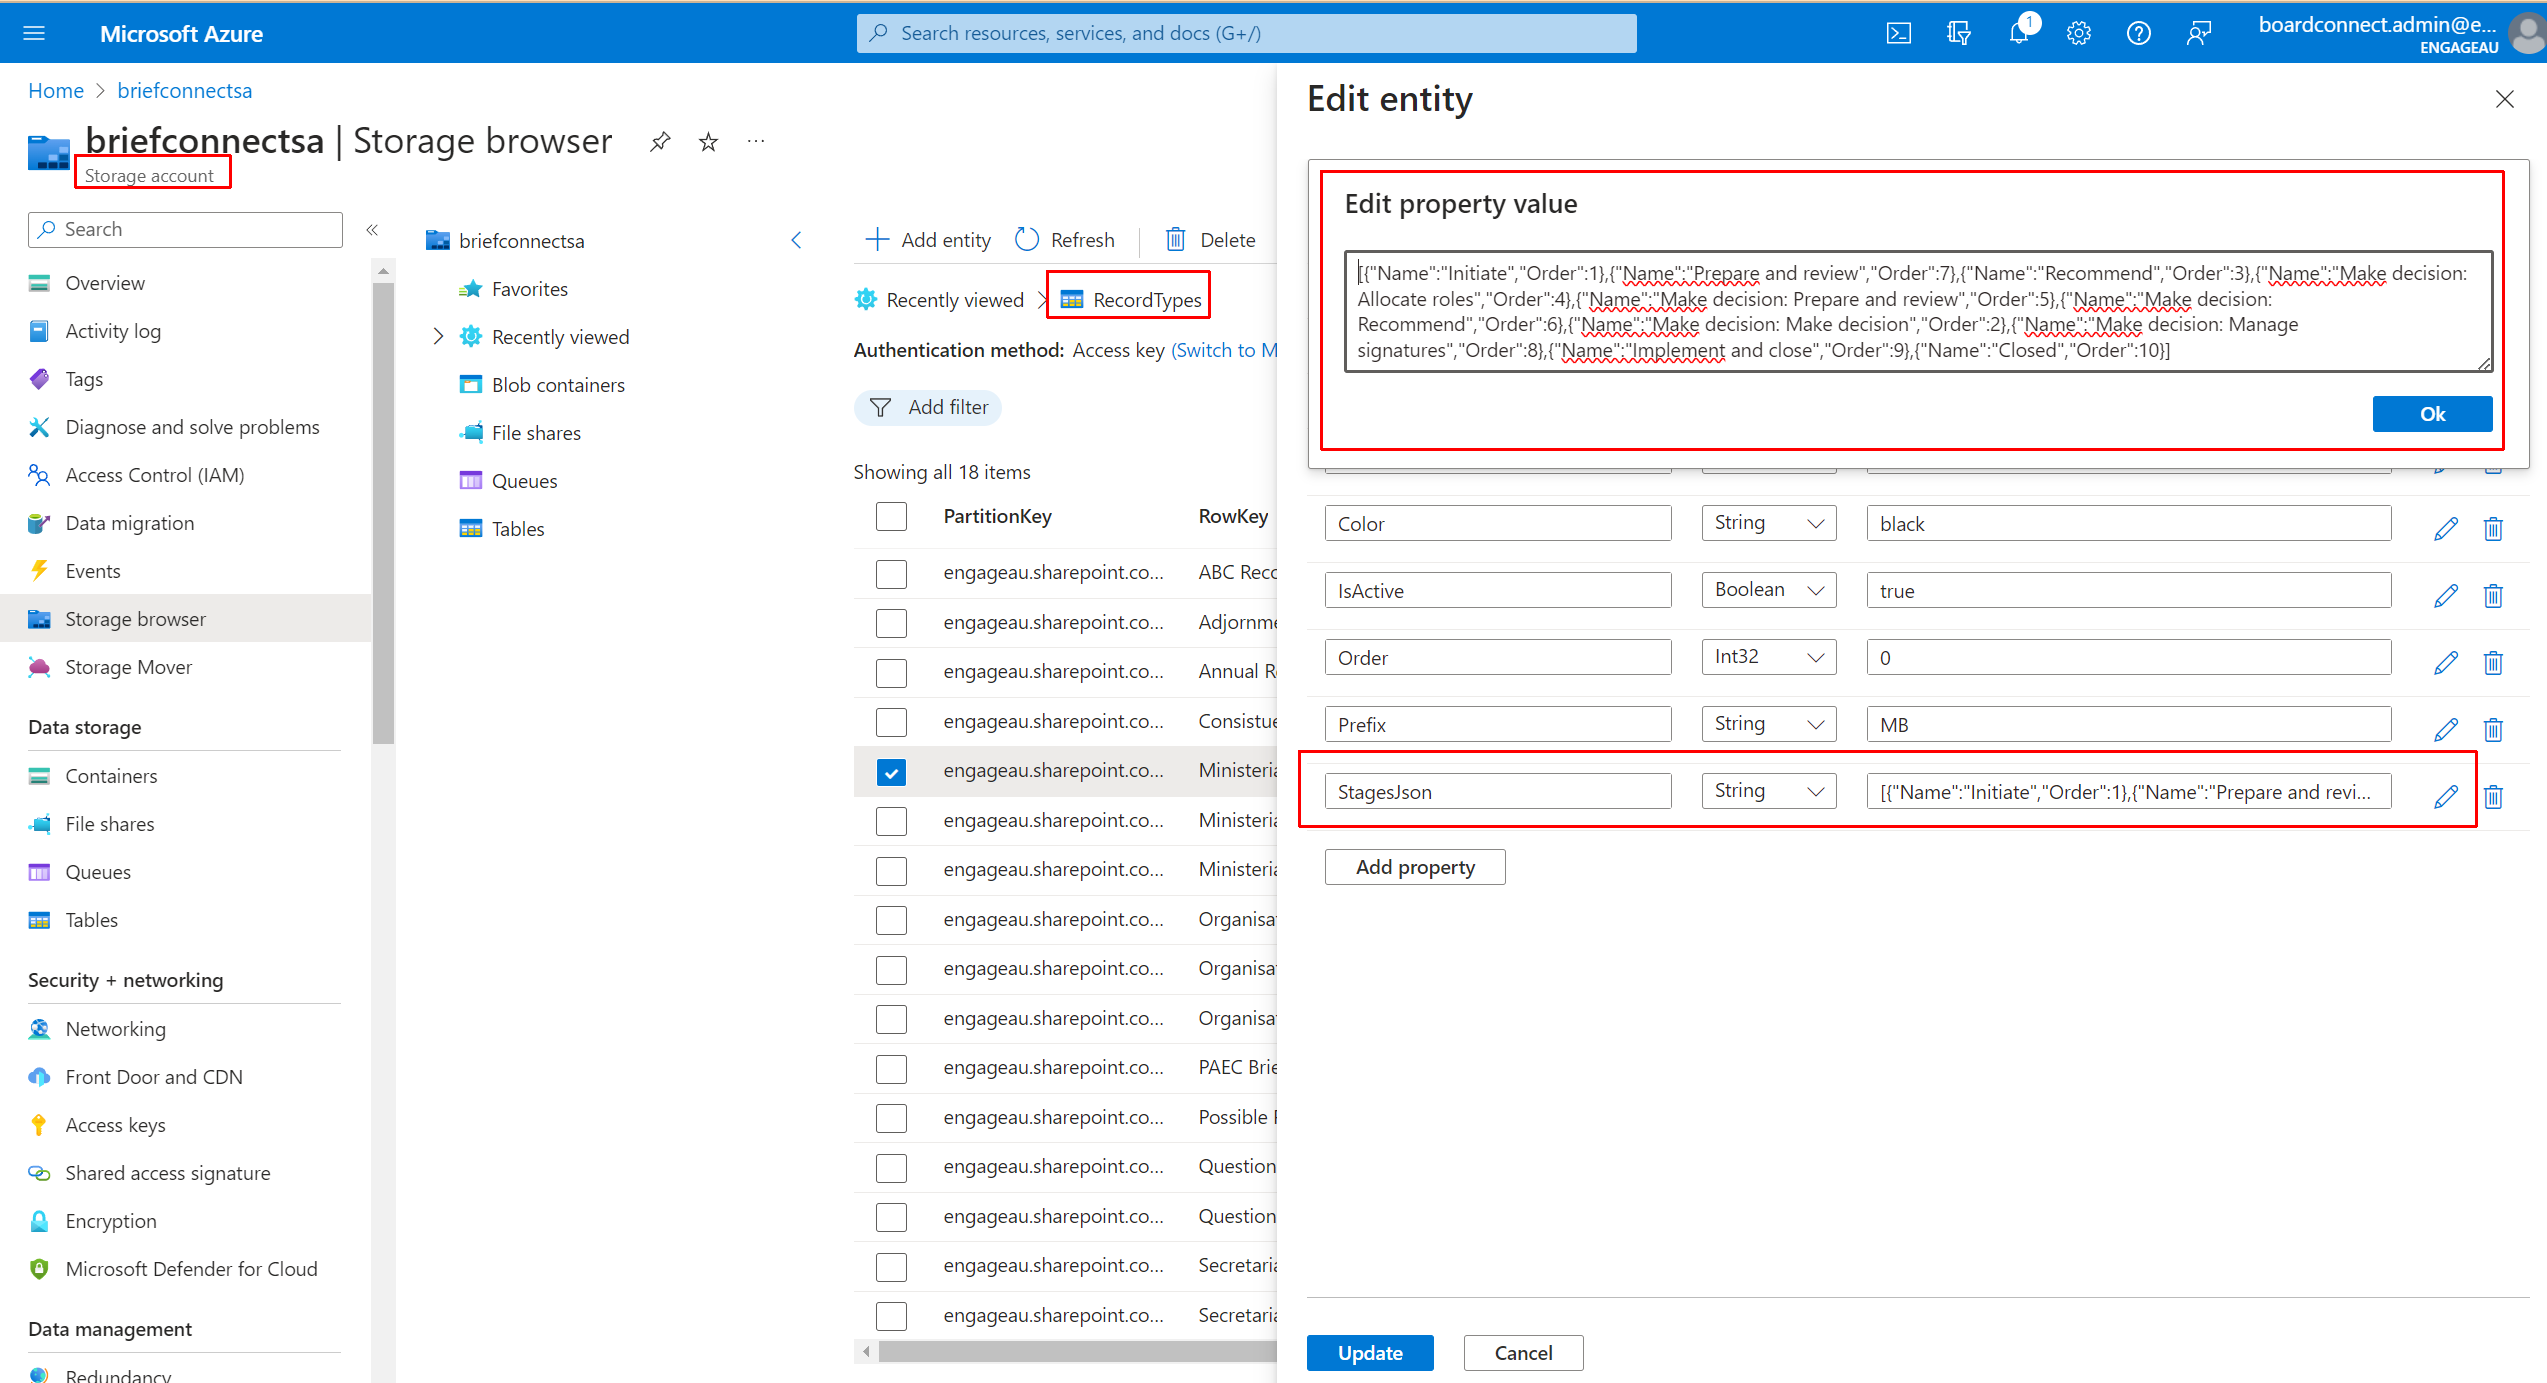 Microsoft Azure
Search resources, services, and docs (G+/)
1
boardconnect.admin@e...
ENGAGEAU
Home > briefconnectsa
briefconnectsa | Storage browser
Storage account
Search
Overview
Activity log
Tags
Diagnose and solve problems
Access Control (IAM)
Data migration
Events
Storage browser
Storage Mover
Data storage
Containers
File shares
Queues
Tables
Security + networking
Networking
Front Door and CDN
Access keys
Shared access signature
Encryption
Microsoft Defender for Cloud
Data management
Redundancy
briefconnectsa
Favorites
Recently viewed
Blob containers
File shares
Queues
Tables
Add entity Refresh Delete
Recently viewed > RecordTypes
Authentication method: Access key (Switch to M
Add filter
Showing all 18 items
PartitionKey RowKey
engageau.sharepoint.co... ABC Reco
engageau.sharepoint.co... Adjornme
engageau.sharepoint.co... Annual Re
engageau.sharepoint.co... Consistue
engageau.sharepoint.co... Ministeria
engageau.sharepoint.co... Ministeria
engageau.sharepoint.co... Ministeria
engageau.sharepoint.co... Organisat
engageau.sharepoint.co... Organisat
engageau.sharepoint.co... Organisat
engageau.sharepoint.co... PAEC Brie
engageau.sharepoint.co... Possible
engageau.sharepoint.co... Question
engageau.sharepoint.co... Question
engageau.sharepoint.co... Secretaria
engageau.sharepoint.co... Secretaria
Edit entity
Edit property value
[{"Name":"Initiate","Order":1},{"Name":"Prepare and review","Order":7},{"Name":"Recommend","Order":3},{"Name":"Make decision:
Allocate roles","Order":4},{"Name":"Make decision: Prepare and review","Order":5},{"Name":"Make decision:
Recommend","Order":6},{"Name":"Make decision: Make decision","Order":2},{"Name":"Make decision: Manage
signatures","Order":8},{"Name":"Implement and close","Order":9},{"Name":"Closed","Order":10}]
Ok
Color String black
IsActive Boolean true
Order Int32 0
Prefix String MB
StagesJson String [{"Name":"Initiate","Order":1},{"Name":"Prepare and revi...
Add property
Update Cancel